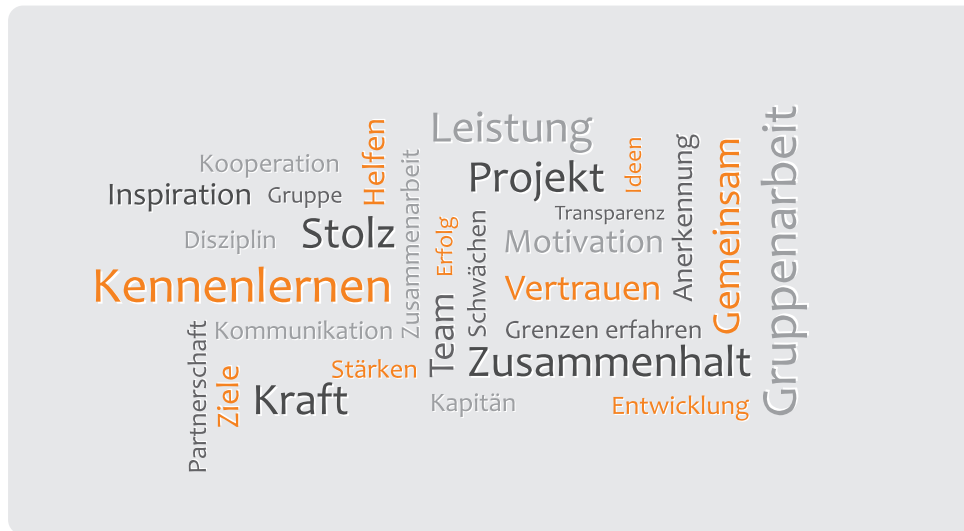 Leistung
Kooperation
Helfen
Zusammenarbeit
Projekt
Ideen
Anerkennung
Gemeinsam
Gruppenarbeit
Inspiration
Gruppe
Transparenz
Disziplin
Stolz
Erfolg
Schwächen
Motivation
Kennenlernen
Vertrauen
Kommunikation
Team
Grenzen erfahren
Partnerschaft
Ziele
Stärken
Zusammenhalt
Kraft
Kapitän
Entwicklung